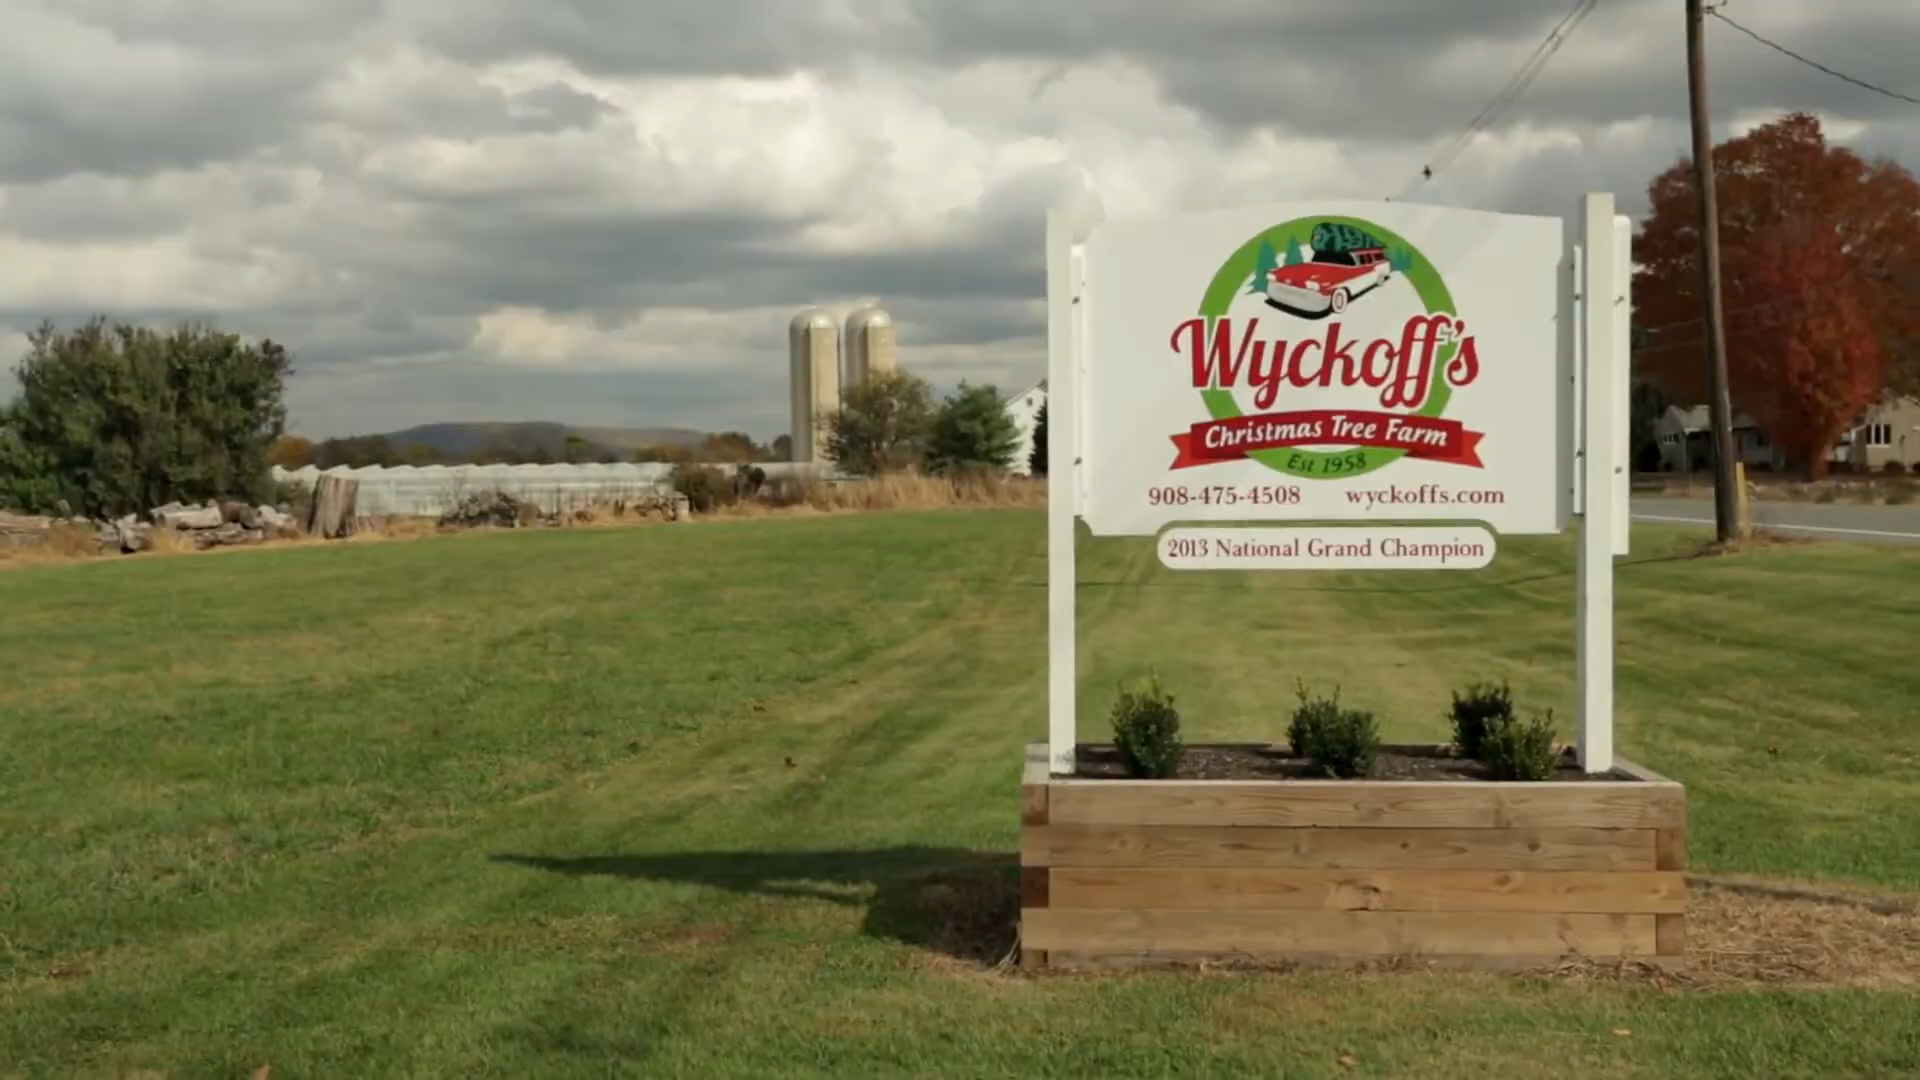 Wyckoff's
Christmas Tree Farm
Est 1958
908-475-4508 wyckoffs.com
2013 National Grand Champion